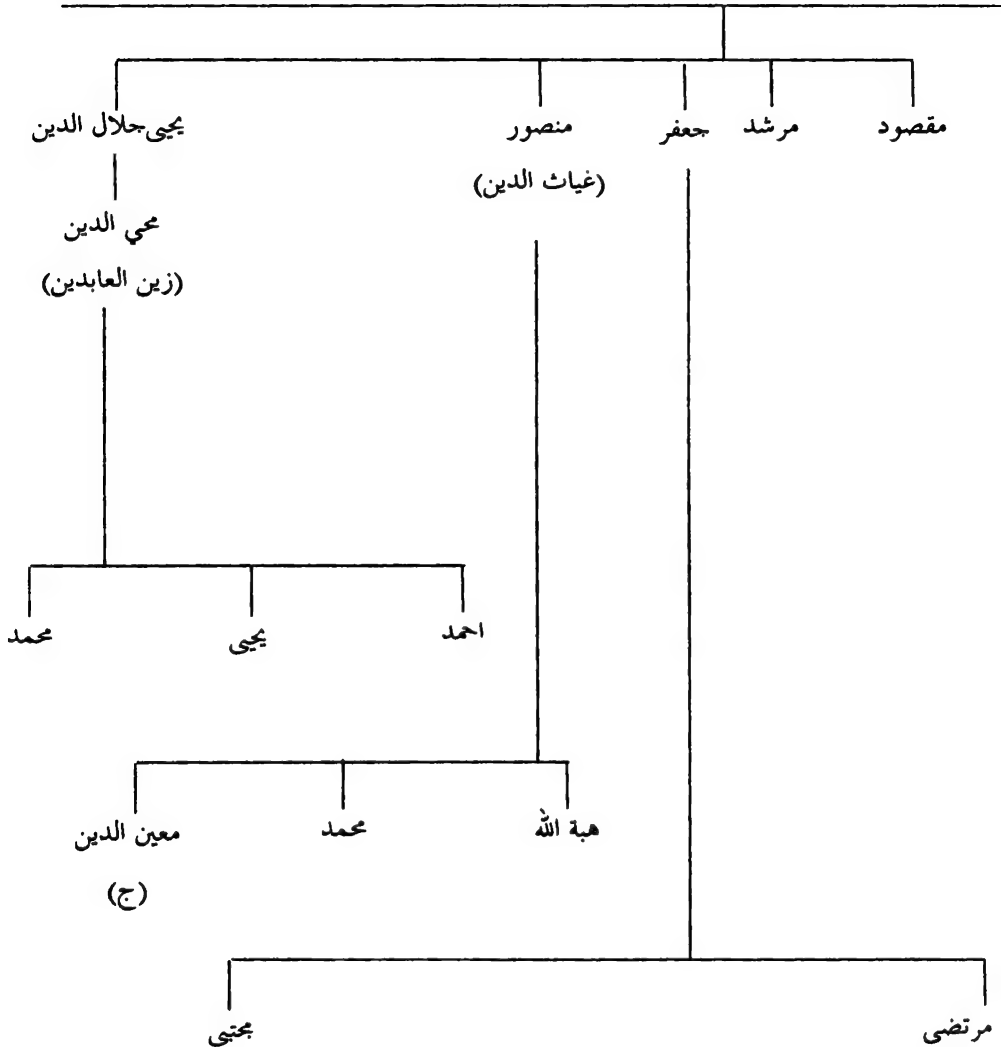 مقصود مرشد جعفر منصور يحيى جلال الدين
(غياث الدين)
محي الدين
(زين العابدين)
احمد يحيى محمد
هبة الله محمد معين الدين
(ج)
مرتضى مجتبى